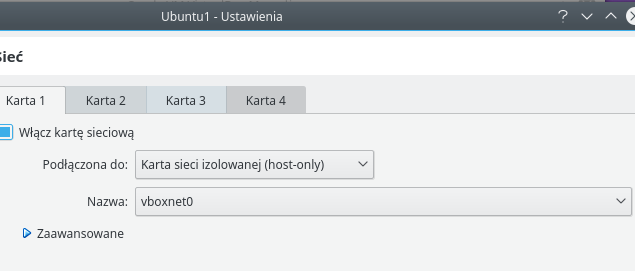 Ubuntu1 - Ustawienia
Sieć
Karta 1 Karta 2 Karta 3 Karta 4
Włącz kartę sieciową
Podłączona do: Karta sieci izolowanej (host-only)
Nazwa: vboxnet0
Zaawansowane